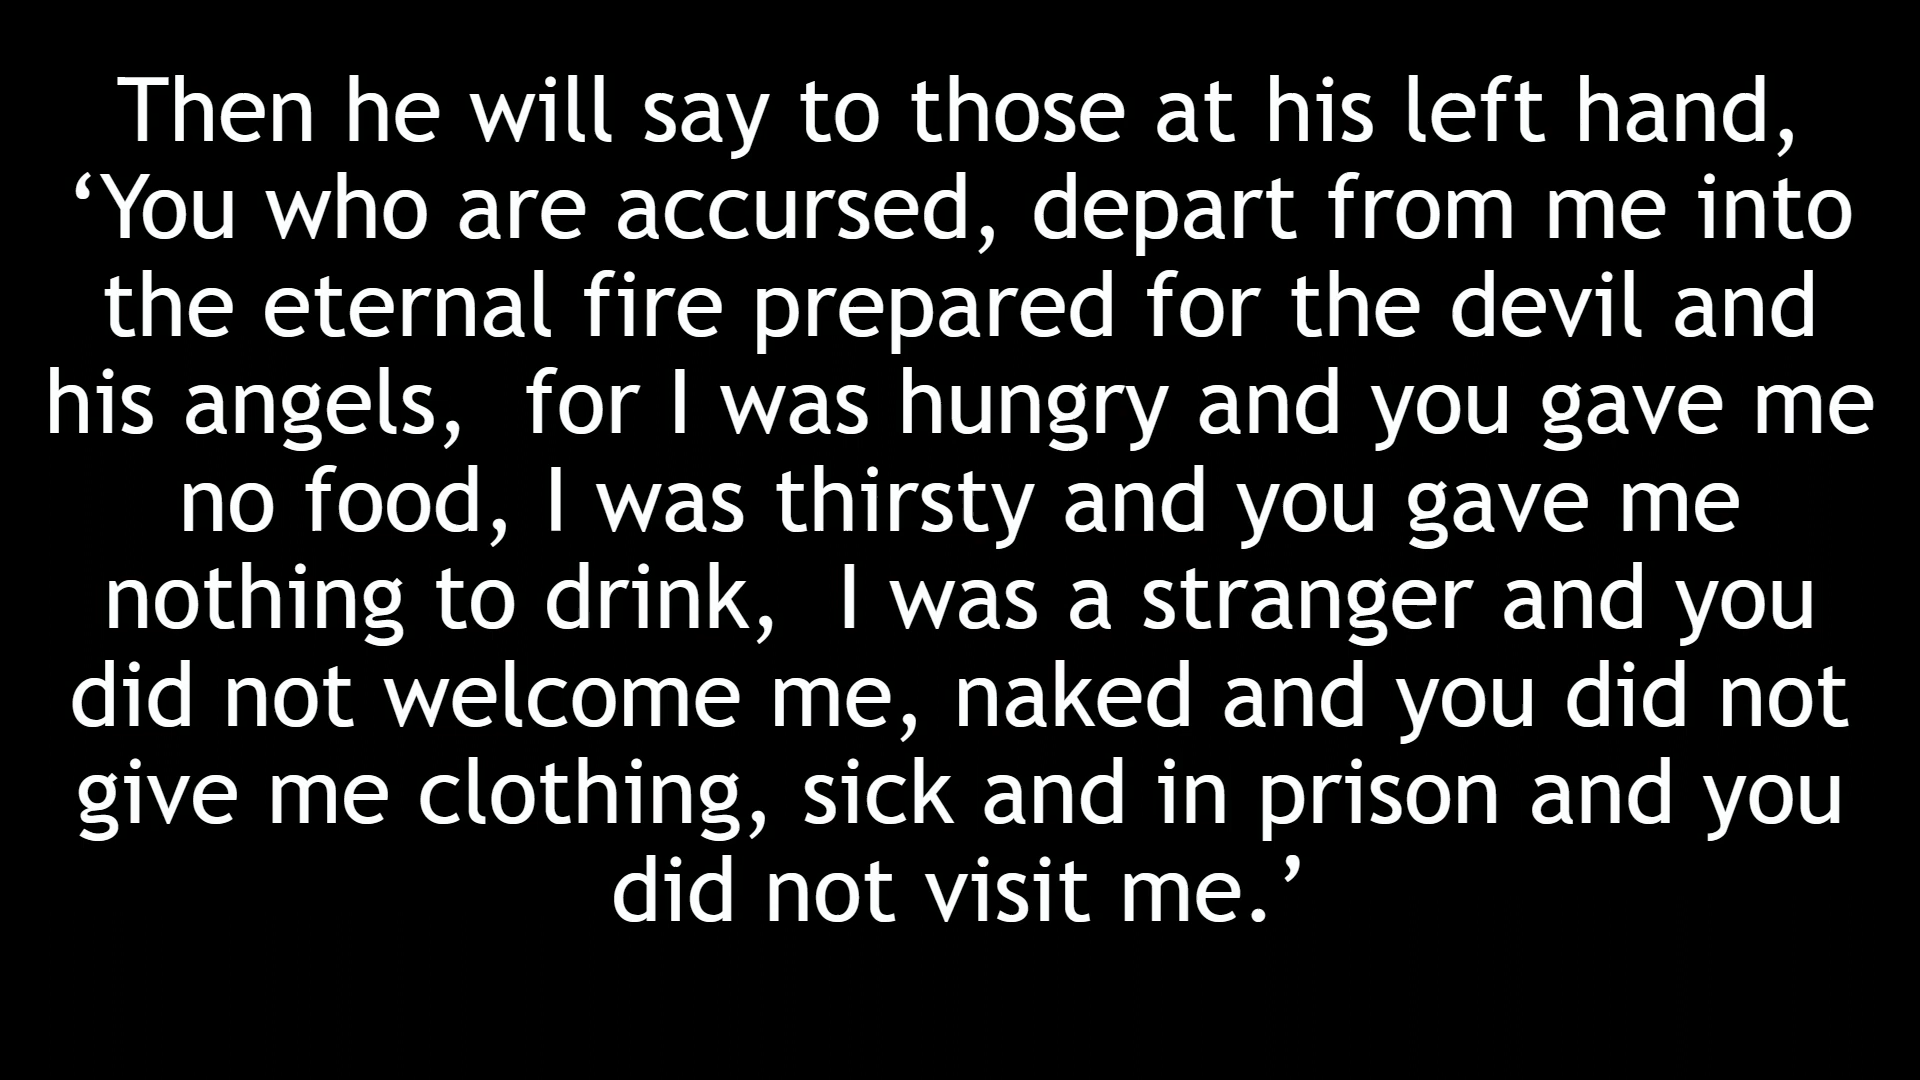 Then he will say to those at his left hand,
‘You who are accursed, depart from me into
the eternal fire prepared for the devil and
his angels,  for I was hungry and you gave me
no food, I was thirsty and you gave me
nothing to drink,  I was a stranger and you
did not welcome me, naked and you did not
give me clothing, sick and in prison and you
did not visit me.’